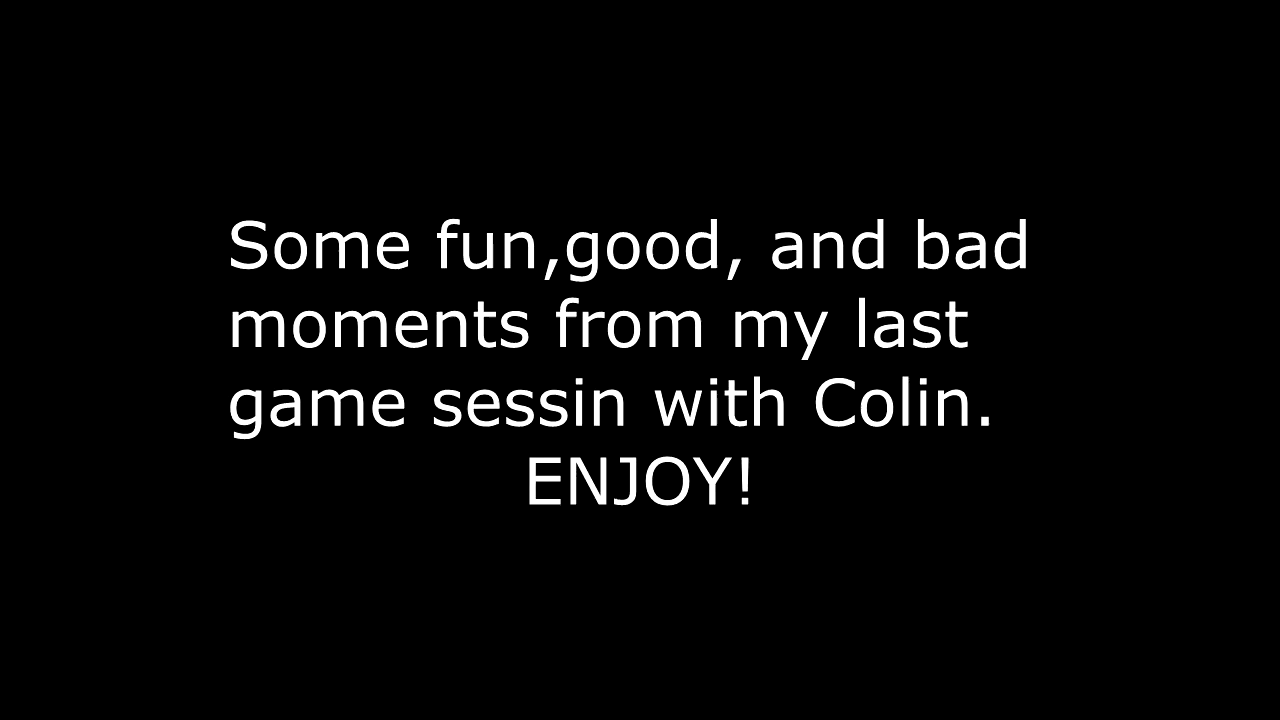 Some fun,good, and bad
moments from my last
game sessin with Colin.
ENJOY!